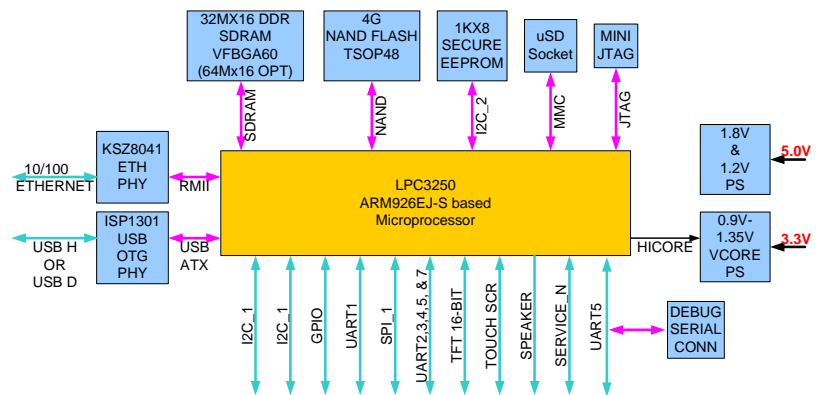 32MX16 DDR
SDRAM
VFBGA60
(64Mx16 OPT)
4G
NAND FLASH
TSOP48
1KX8
SECURE
EEPROM
uSD
Socket
MINI
JTAG
SDRAM
NAND
I2C_2
MMC
JTAG
KSZ8041
ETH
PHY
10/100
ETHERNET
RMII
LPC3250
ARM926EJ-S based
Microprocessor
1.8V
&
1.2V
PS
5.0V
ISP1301
USB
OTG
PHY
USB H
OR
USB D
USB
ATX
HICORE
0.9V-
1.35V
VCORE
PS
3.3V
I2C_1
I2C_1
GPIO
UART1
SPI_1
UART2,3,4,5, & 7
TFT 16-BIT
TOUCH SCR
SPEAKER
SERVICE_N
UART5
DEBUG
SERIAL
CONN